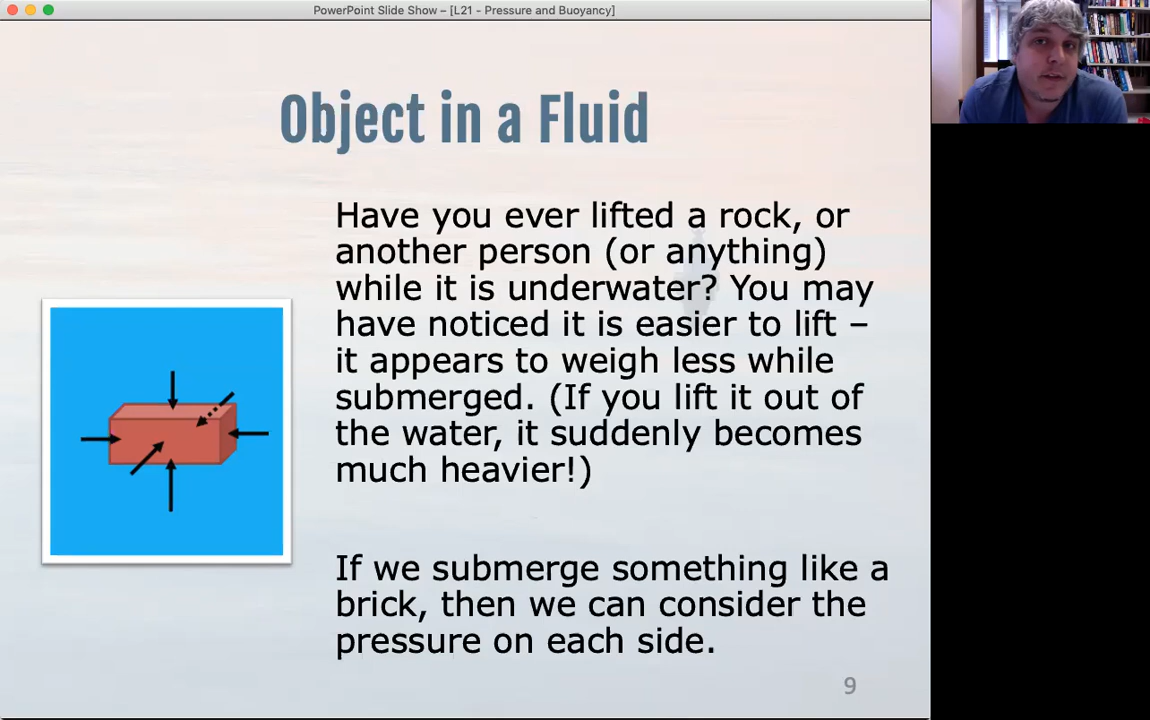 PowerPoint Slide Show – [L21 - Pressure and Buoyancy]
Object in a Fluid
Have you ever lifted a rock, or
another person (or anything)
while it is underwater? You may
have noticed it is easier to lift –
it appears to weigh less while
submerged. (If you lift it out of
the water, it suddenly becomes
much heavier!)
If we submerge something like a
brick, then we can consider the
pressure on each side.
9